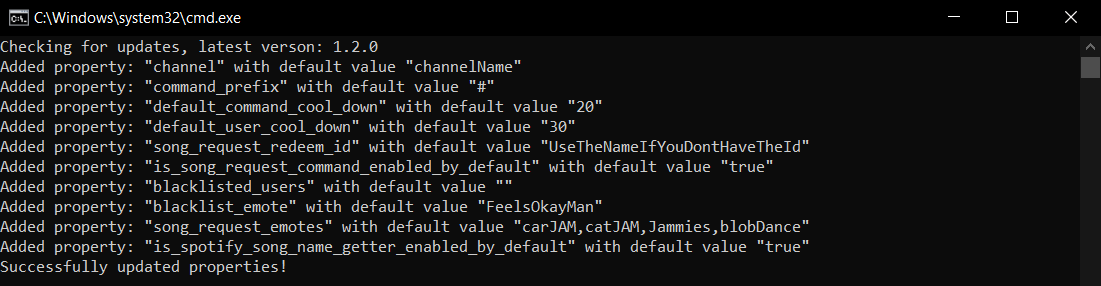 C:\Windows\system32\cmd.exe
Checking for updates, latest verson: 1.2.0
Added property: "channel" with default value "channelName"
Added property: "command_prefix" with default value "#"
Added property: "default_command_cool_down" with default value "20"
Added property: "default_user_cool_down" with default value "30"
Added property: "song_request_redeem_id" with default value "UseTheNameIfYouDontHaveTheId"
Added property: "is_song_request_command_enabled_by_default" with default value "true"
Added property: "blacklisted_users" with default value ""
Added property: "blacklist_emote" with default value "FeelsOkayMan"
Added property: "song_request_emotes" with default value "carJAM,catJAM,Jammies,blobDance"
Added property: "is_spotify_song_name_getter_enabled_by_default" with default value "true"
Successfully updated properties!